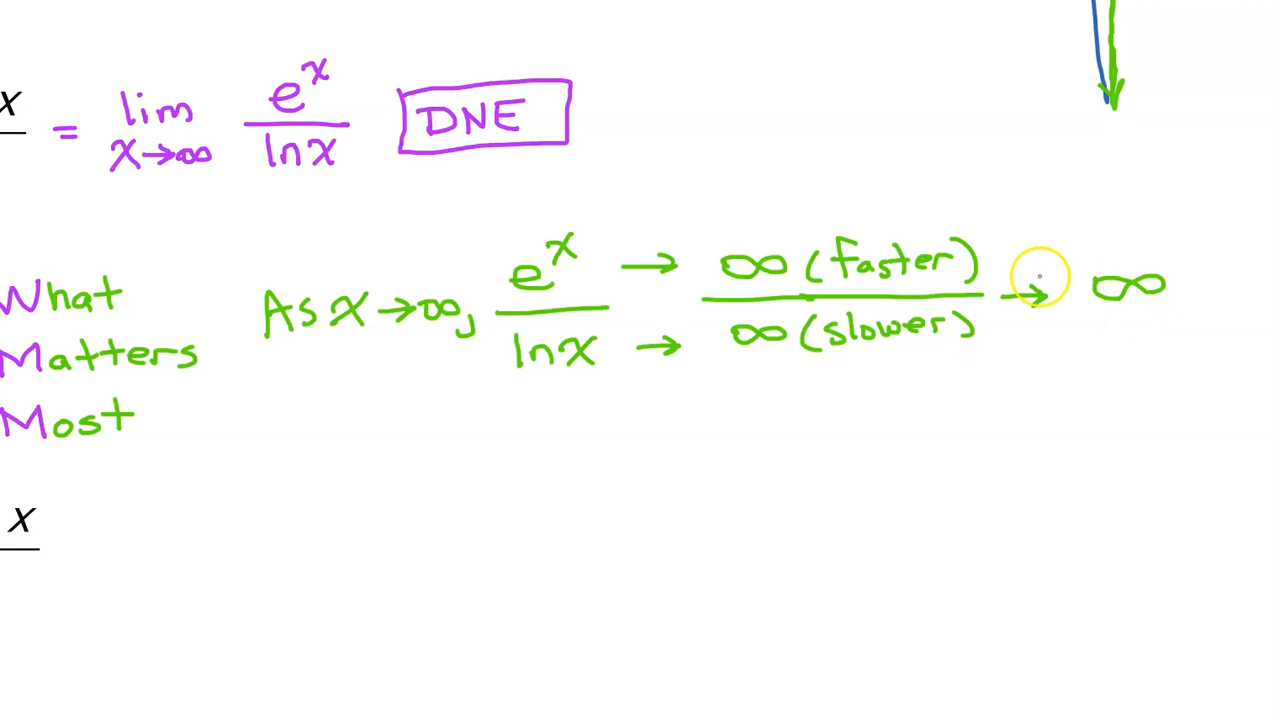 x
= lim x→∞ e^x / ln x DNE
What
Matters
Most
As x→∞, e^x / ln x → ∞ (faster) / → ∞ (slower) → ∞
x